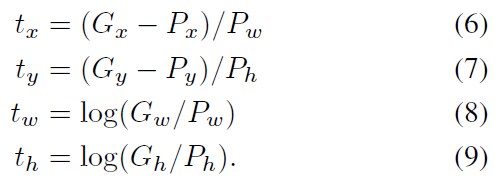 t_x = (G_x − P_x)/P_w (6)
t_y = (G_y − P_y)/P_h (7)
t_w = log(G_w/P_w) (8)
t_h = log(G_h/P_h). (9)